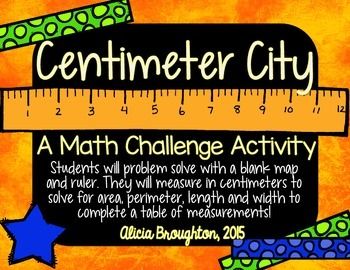 Centimeter City
1 2 3 4 5 6 7 8 9 10 11 12
A Math Challenge Activity
Students will problem solve with a blank map
and ruler. They will measure in centimeters to
solve for area, perimeter, length and width to
complete a table of measurements!
Alicia Broughton, 2015